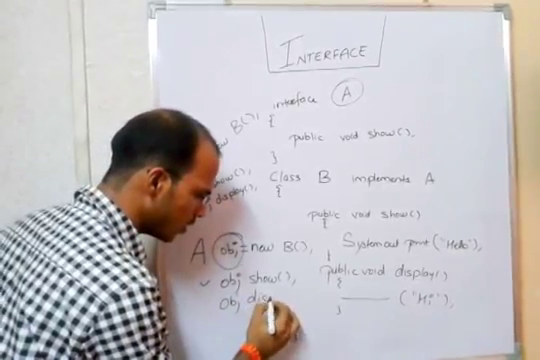 INTERFACE
interface A
B();
{
public void show();
}
show();
Class B implements A
display();
{
public void show()
{
A obj = new B();
System out print ("Hello");
}
obj show();
public void display()
{
obj dis
("Hi");
}